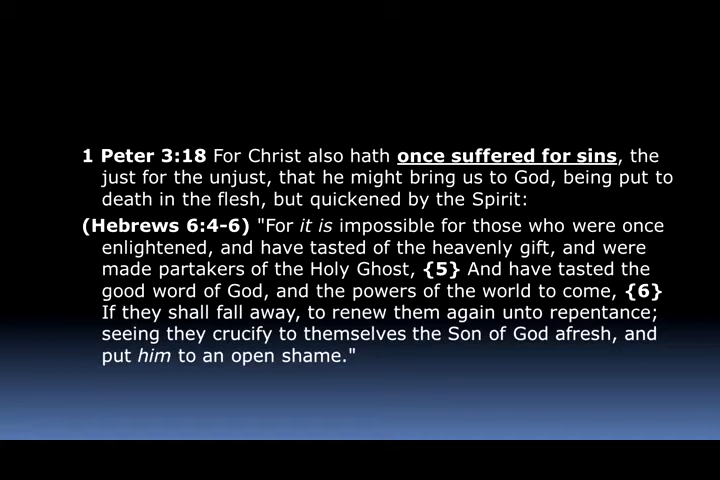 1 Peter 3:18 For Christ also hath once suffered for sins, the
just for the unjust, that he might bring us to God, being put to
death in the flesh, but quickened by the Spirit:
(Hebrews 6:4-6) "For it is impossible for those who were once
enlightened, and have tasted of the heavenly gift, and were
made partakers of the Holy Ghost, {5} And have tasted the
good word of God, and the powers of the world to come, {6}
If they shall fall away, to renew them again unto repentance;
seeing they crucify to themselves the Son of God afresh, and
put him to an open shame."